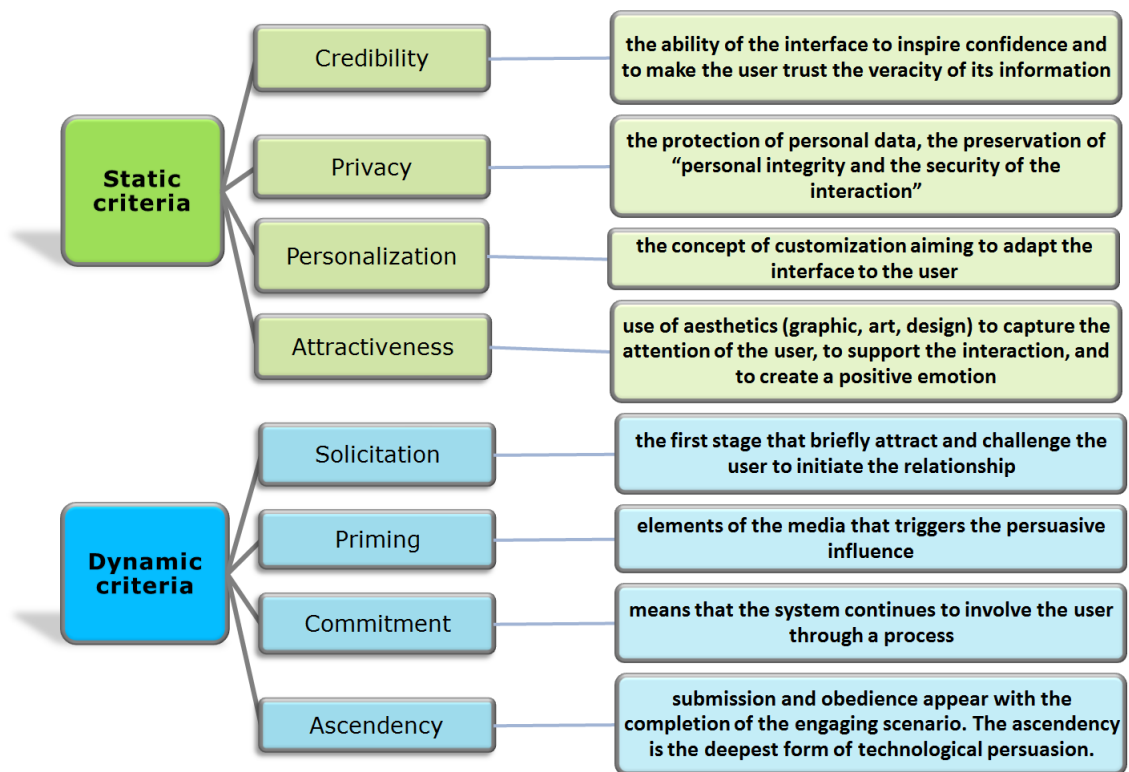 Static
criteria
Credibility
the ability of the interface to inspire confidence and
to make the user trust the veracity of its information
Privacy
the protection of personal data, the preservation of
“personal integrity and the security of the
interaction”
Personalization
the concept of customization aiming to adapt the
interface to the user
Attractiveness
use of aesthetics (graphic, art, design) to capture the
attention of the user, to support the interaction, and
to create a positive emotion
Dynamic
criteria
Solicitation
the first stage that briefly attract and challenge the
user to initiate the relationship
Priming
elements of the media that triggers the persuasive
influence
Commitment
means that the system continues to involve the user
through a process
Ascendency
submission and obedience appear with the
completion of the engaging scenario. The ascendency
is the deepest form of technological persuasion.